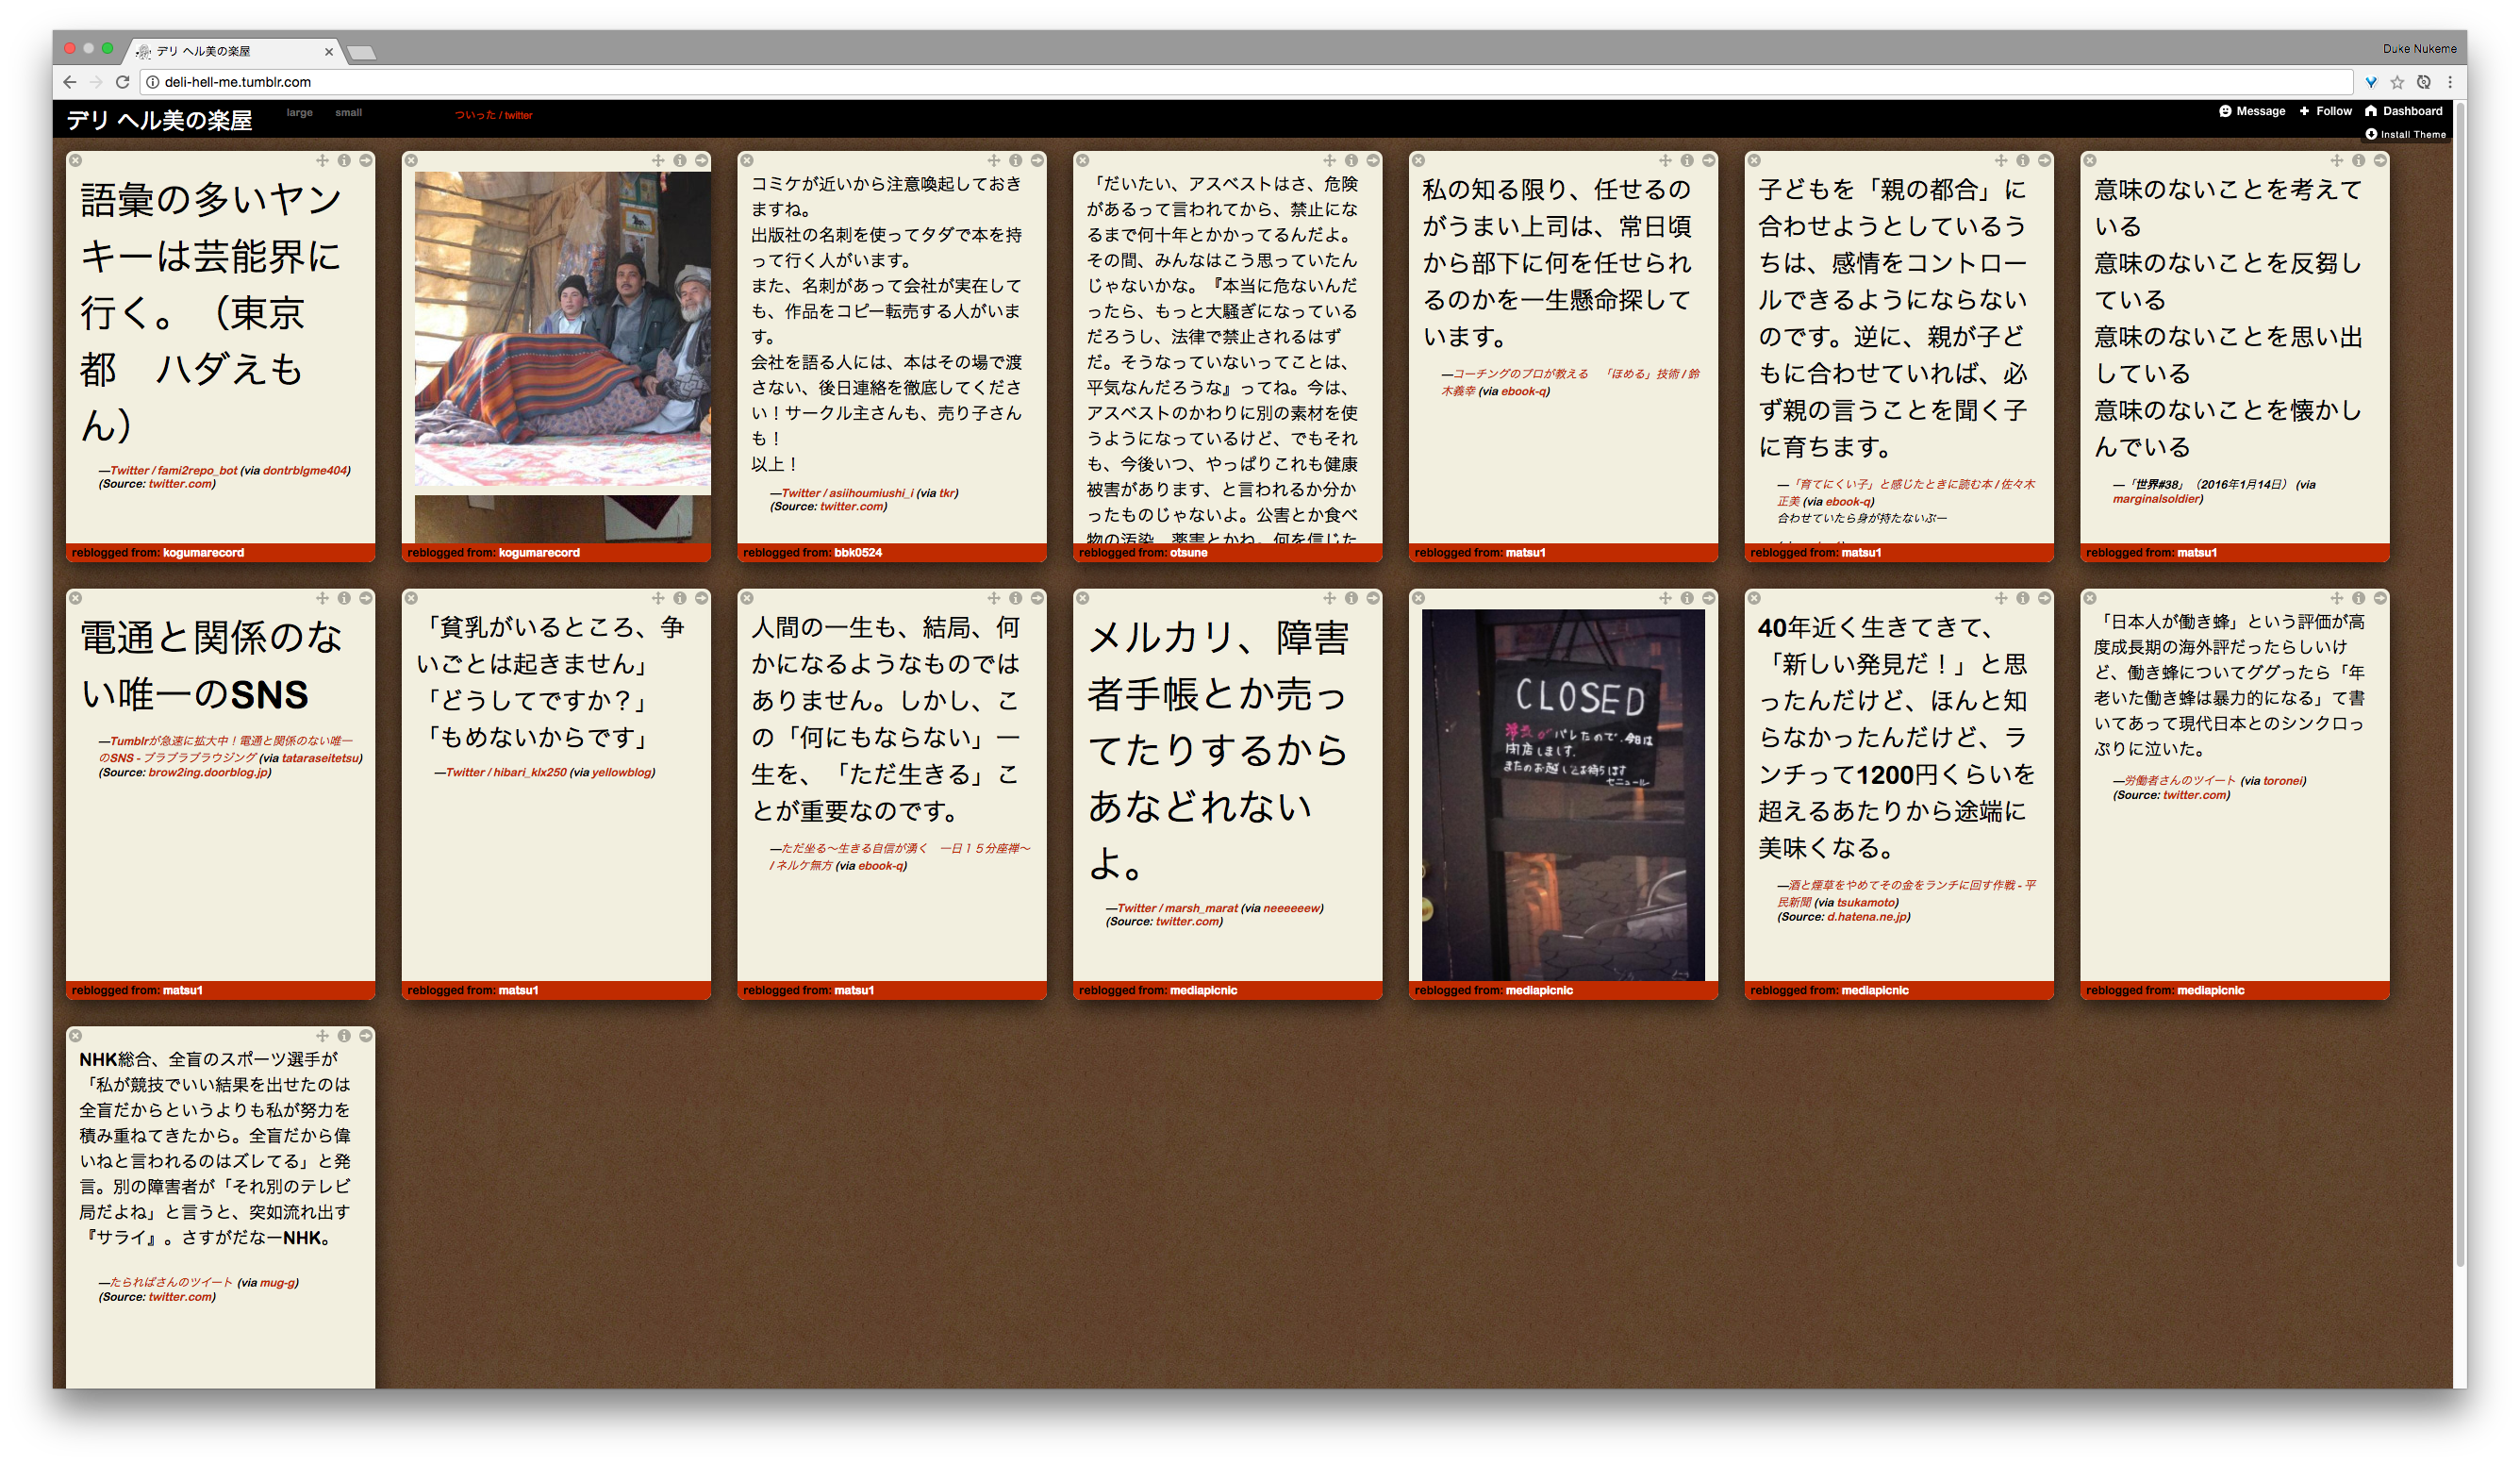 デリ ヘル美の楽屋
Duke Nukeme
deli-hell-me.tumblr.com
デリ ヘル美の楽屋
large
small
ついった / twitter
Message
Follow
Dashboard
Install Theme
語彙の多いヤン
キーは芸能界に
行く。（東京
都　ハダえも
ん）
—Twitter / fami2repo_bot (via dontrblgme404)
(Source: twitter.com)
reblogged from: kogumarecord
reblogged from: kogumarecord
コミケが近いから注意喚起しておき
ますね。
出版社の名刺を使ってタダで本を持
って行く人がいます。
また、名刺があって会社が実在して
も、作品をコピー転売する人がいま
す。
会社を語る人には、本はその場で渡
さない、後日連絡を徹底してくださ
い！サークル主さんも、売り子さん
も！
以上！
—Twitter / asiihoumiushi_i (via tkr)
(Source: twitter.com)
reblogged from: bbk0524
「だいたい、アスベストはさ、危険
があるって言われてから、禁止にな
るまで何十年とかかってるんだよ。
その間、みんなはこう思っていたん
じゃないかな。『本当に危ないんだ
ったら、もっと大騒ぎになっている
だろうし、法律で禁止されるはず
だ。そうなっていないってことは、
平気なんだろうな』ってね。今は、
アスベストのかわりに別の素材を使
うようになっているけど、でもそれ
も、今後いつ、やっぱりこれも健康
被害があります、と言われるか分か
ったものじゃないよ。公害とか食べ
物の汚染、薬害とかね。何を信じた
reblogged from: otsune
私の知る限り、任せるの
がうまい上司は、常日頃
から部下に何を任せられ
るのかを一生懸命探して
います。
—コーチングのプロが教える　「ほめる」技術 / 鈴
木義幸 (via ebook-q)
reblogged from: matsu1
子どもを「親の都合」に
合わせようとしているう
ちは、感情をコントロー
ルできるようにならない
のです。逆に、親が子ど
もに合わせていれば、必
ず親の言うことを聞く子
に育ちます。
—「育てにくい子」と感じたときに読む本 / 佐々木
正美 (via ebook-q)
合わせていたら身が持たないぶー
reblogged from: matsu1
意味のないことを考えて
いる
意味のないことを反芻し
ている
意味のないことを思い出
している
意味のないことを懐かし
んでいる
—「世界#38」（2016年1月14日） (via
marginalsoldier)
reblogged from: matsu1
電通と関係のな
い唯一のSNS
—Tumblrが急速に拡大中！電通と関係のない唯一
のSNS - ブラブラブラウジング (via tataraseitetsu)
(Source: brow2ing.doorblog.jp)
reblogged from: matsu1
「貧乳がいるところ、争
いごとは起きません」
「どうしてですか？」
「もめないからです」
—Twitter / hibari_klx250 (via yellowblog)
reblogged from: matsu1
人間の一生も、結局、何
かになるようなものでは
ありません。しかし、こ
の「何にもならない」一
生を、「ただ生きる」こ
とが重要なのです。
—ただ坐る〜生きる自信が湧く　一日１５分座禅〜
/ ネルケ無方 (via ebook-q)
reblogged from: matsu1
メルカリ、障害
者手帳とか売っ
てたりするから
あなどれない
よ。
—Twitter / marsh_marat (via neeeeeew)
(Source: twitter.com)
reblogged from: mediapicnic
CLOSED
浮気がバレたので、今日は
閉店します。
またのお越しをお待ちします
セニョール
reblogged from: mediapicnic
40年近く生きてきて、
「新しい発見だ！」と思
ったんだけど、ほんと知
らなかったんだけど、ラ
ンチって1200円くらいを
超えるあたりから途端に
美味くなる。
—酒と煙草をやめてその金をランチに回す作戦 - 平
民新聞 (via tsukamoto)
(Source: d.hatena.ne.jp)
reblogged from: mediapicnic
「日本人が働き蜂」という評価が高
度成長期の海外評だったらしいけ
ど、働き蜂についてググったら「年
老いた働き蜂は暴力的になる」て書
いてあって現代日本とのシンクロっ
ぷりに泣いた。
—労働者さんのツイート (via toronei)
(Source: twitter.com)
reblogged from: mediapicnic
NHK総合、全盲のスポーツ選手が
「私が競技でいい結果を出せたのは
全盲だからというよりも私が努力を
積み重ねてきたから。全盲だから偉
いねと言われるのはズレてる」と発
言。別の障害者が「それ別のテレビ
局だよね」と言うと、突如流れ出す
『サライ』。さすがだなーNHK。
—たらればさんのツイート (via mug-g)
(Source: twitter.com)